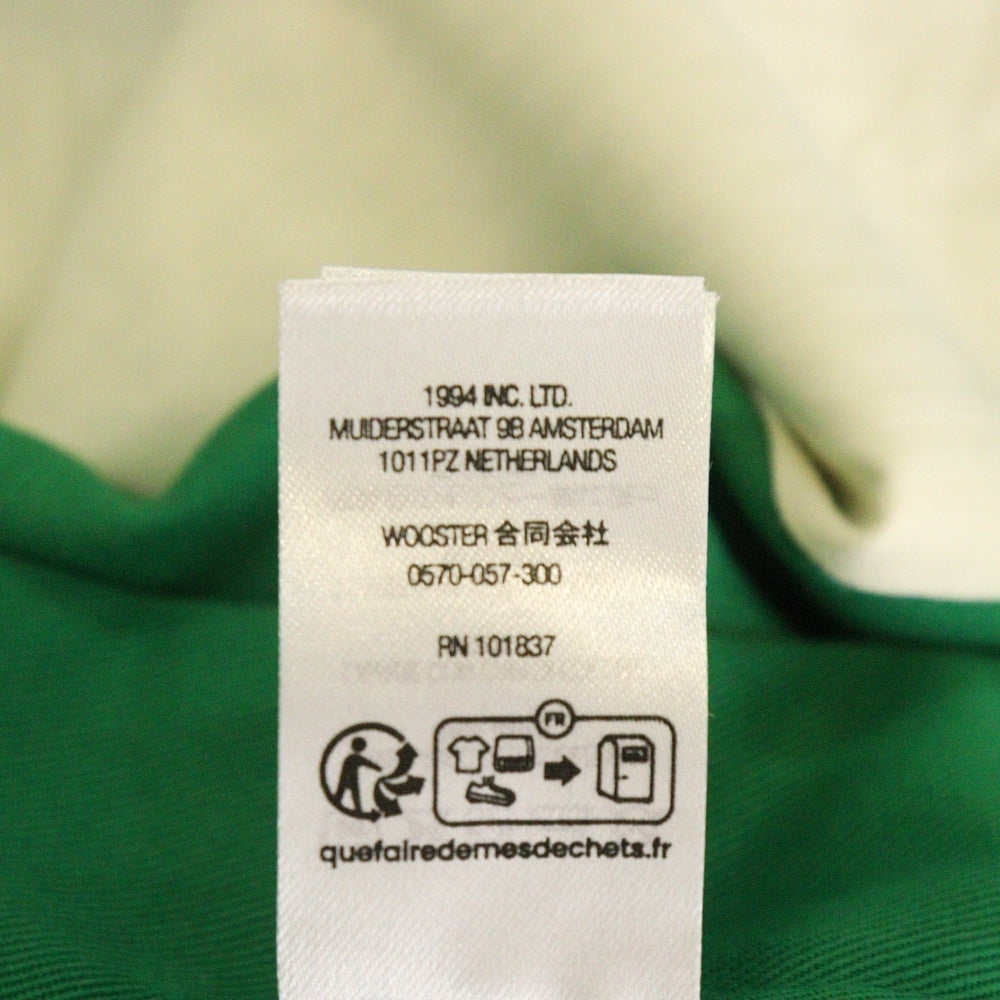 1994 INC. LTD.
MUIDERSTRAAT 9B AMSTERDAM
1011PZ NETHERLANDS
WOOSTER 合同会社
0570-057-300
RN 101837
FR
quefairedemesdechets.fr